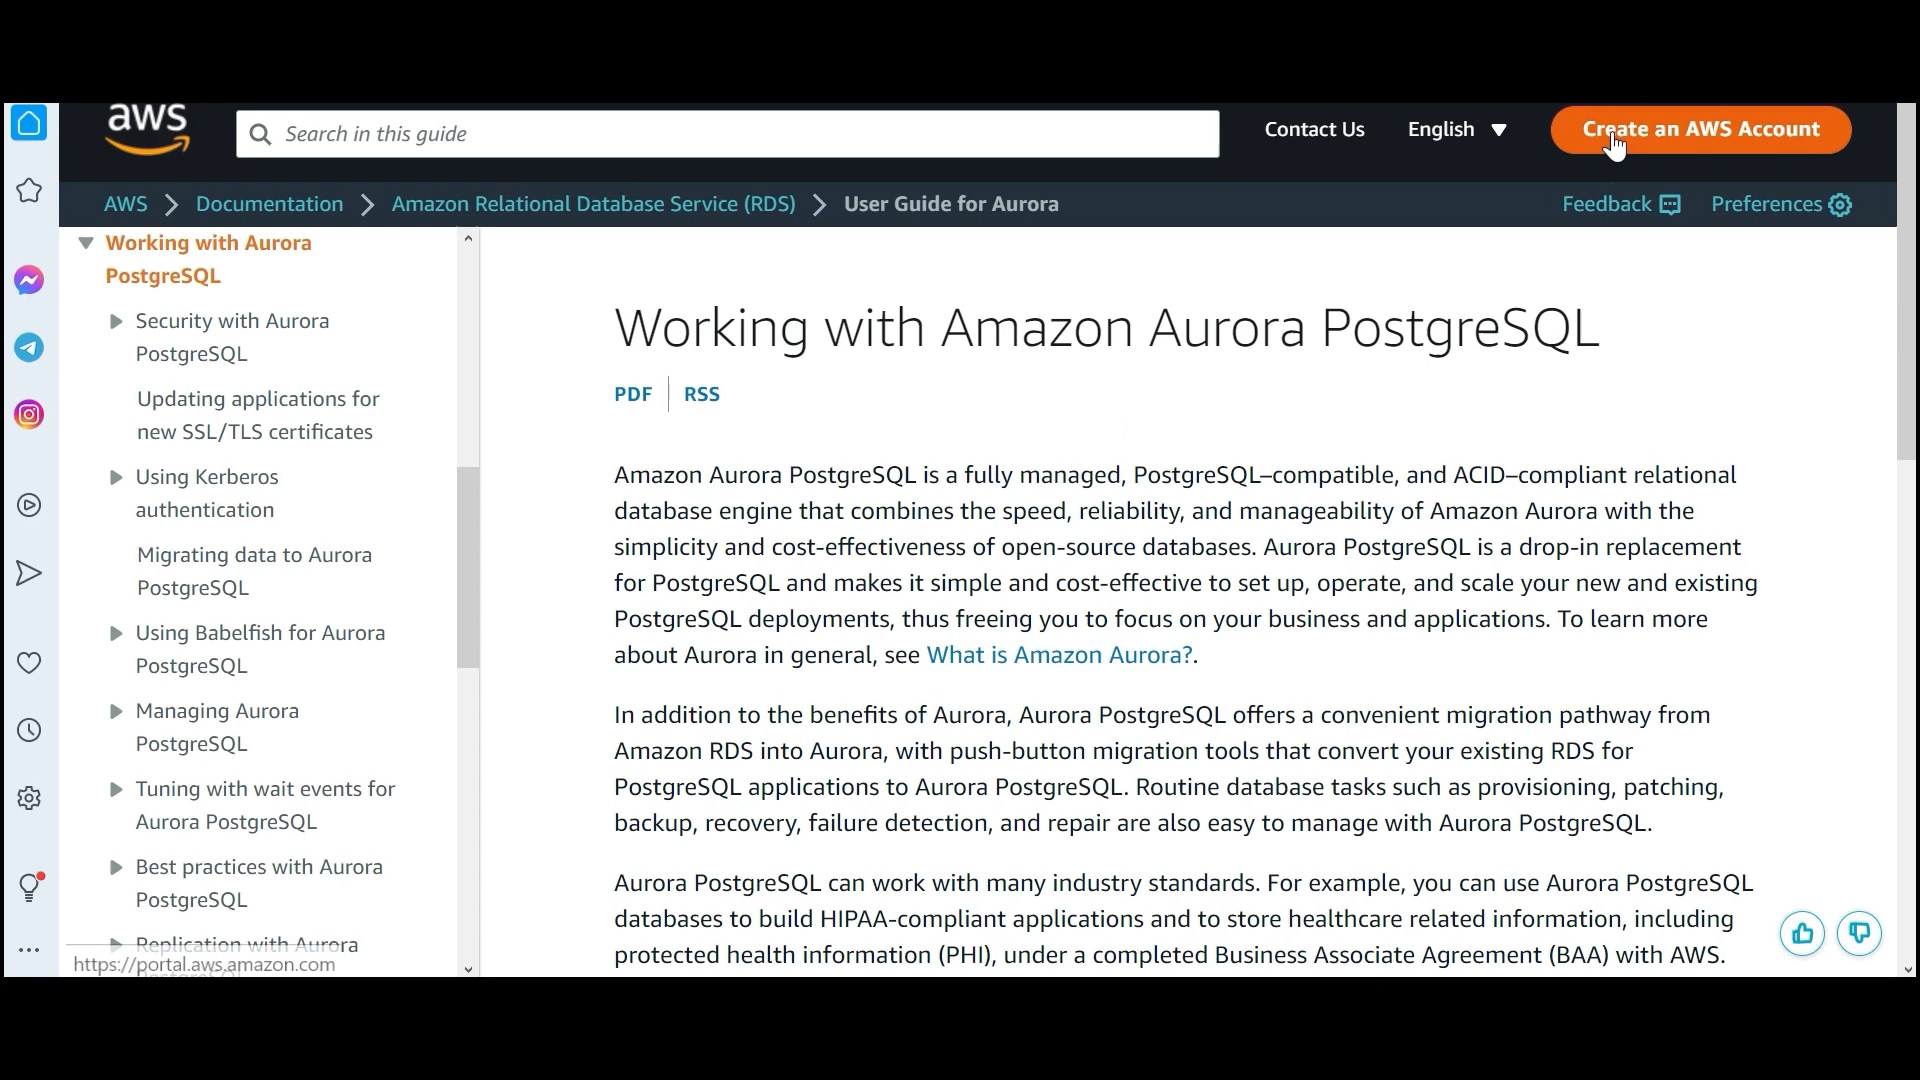 aws
Search in this guide
Contact Us
English
Create an AWS Account
AWS
Documentation
Amazon Relational Database Service (RDS)
User Guide for Aurora
Feedback
Preferences
Working with Aurora
PostgreSQL
Security with Aurora
PostgreSQL
Updating applications for
new SSL/TLS certificates
Using Kerberos
authentication
Migrating data to Aurora
PostgreSQL
Using Babelfish for Aurora
PostgreSQL
Managing Aurora
PostgreSQL
Tuning with wait events for
Aurora PostgreSQL
Best practices with Aurora
PostgreSQL
Replication with Aurora
PostgreSQL
https://portal.aws.amazon.com
Working with Amazon Aurora PostgreSQL
PDF
RSS
Amazon Aurora PostgreSQL is a fully managed, PostgreSQL–compatible, and ACID–compliant relational
database engine that combines the speed, reliability, and manageability of Amazon Aurora with the
simplicity and cost-effectiveness of open-source databases. Aurora PostgreSQL is a drop-in replacement
for PostgreSQL and makes it simple and cost-effective to set up, operate, and scale your new and existing
PostgreSQL deployments, thus freeing you to focus on your business and applications. To learn more
about Aurora in general, see What is Amazon Aurora?.
In addition to the benefits of Aurora, Aurora PostgreSQL offers a convenient migration pathway from
Amazon RDS into Aurora, with push-button migration tools that convert your existing RDS for
PostgreSQL applications to Aurora PostgreSQL. Routine database tasks such as provisioning, patching,
backup, recovery, failure detection, and repair are also easy to manage with Aurora PostgreSQL.
Aurora PostgreSQL can work with many industry standards. For example, you can use Aurora PostgreSQL
databases to build HIPAA-compliant applications and to store healthcare related information, including
protected health information (PHI), under a completed Business Associate Agreement (BAA) with AWS.